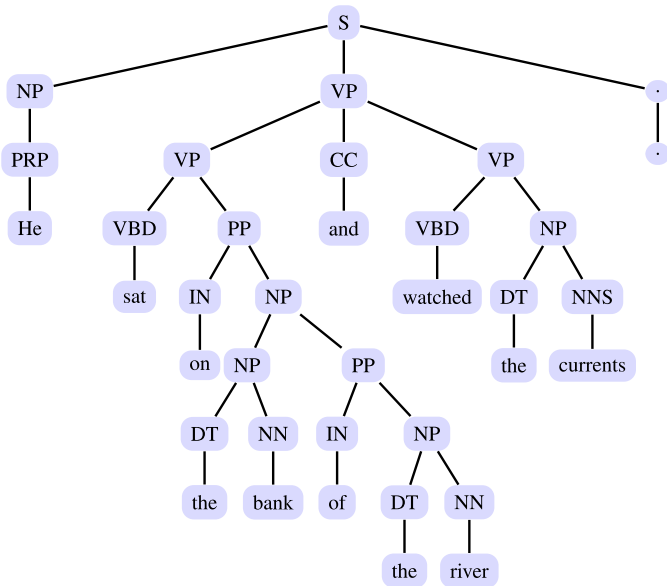 S
NP VP .
PRP VP CC VP .
He VBD PP and VBD NP
sat IN NP watched DT NNS
on NP PP the currents
DT NN IN NP
the bank of DT NN
the river